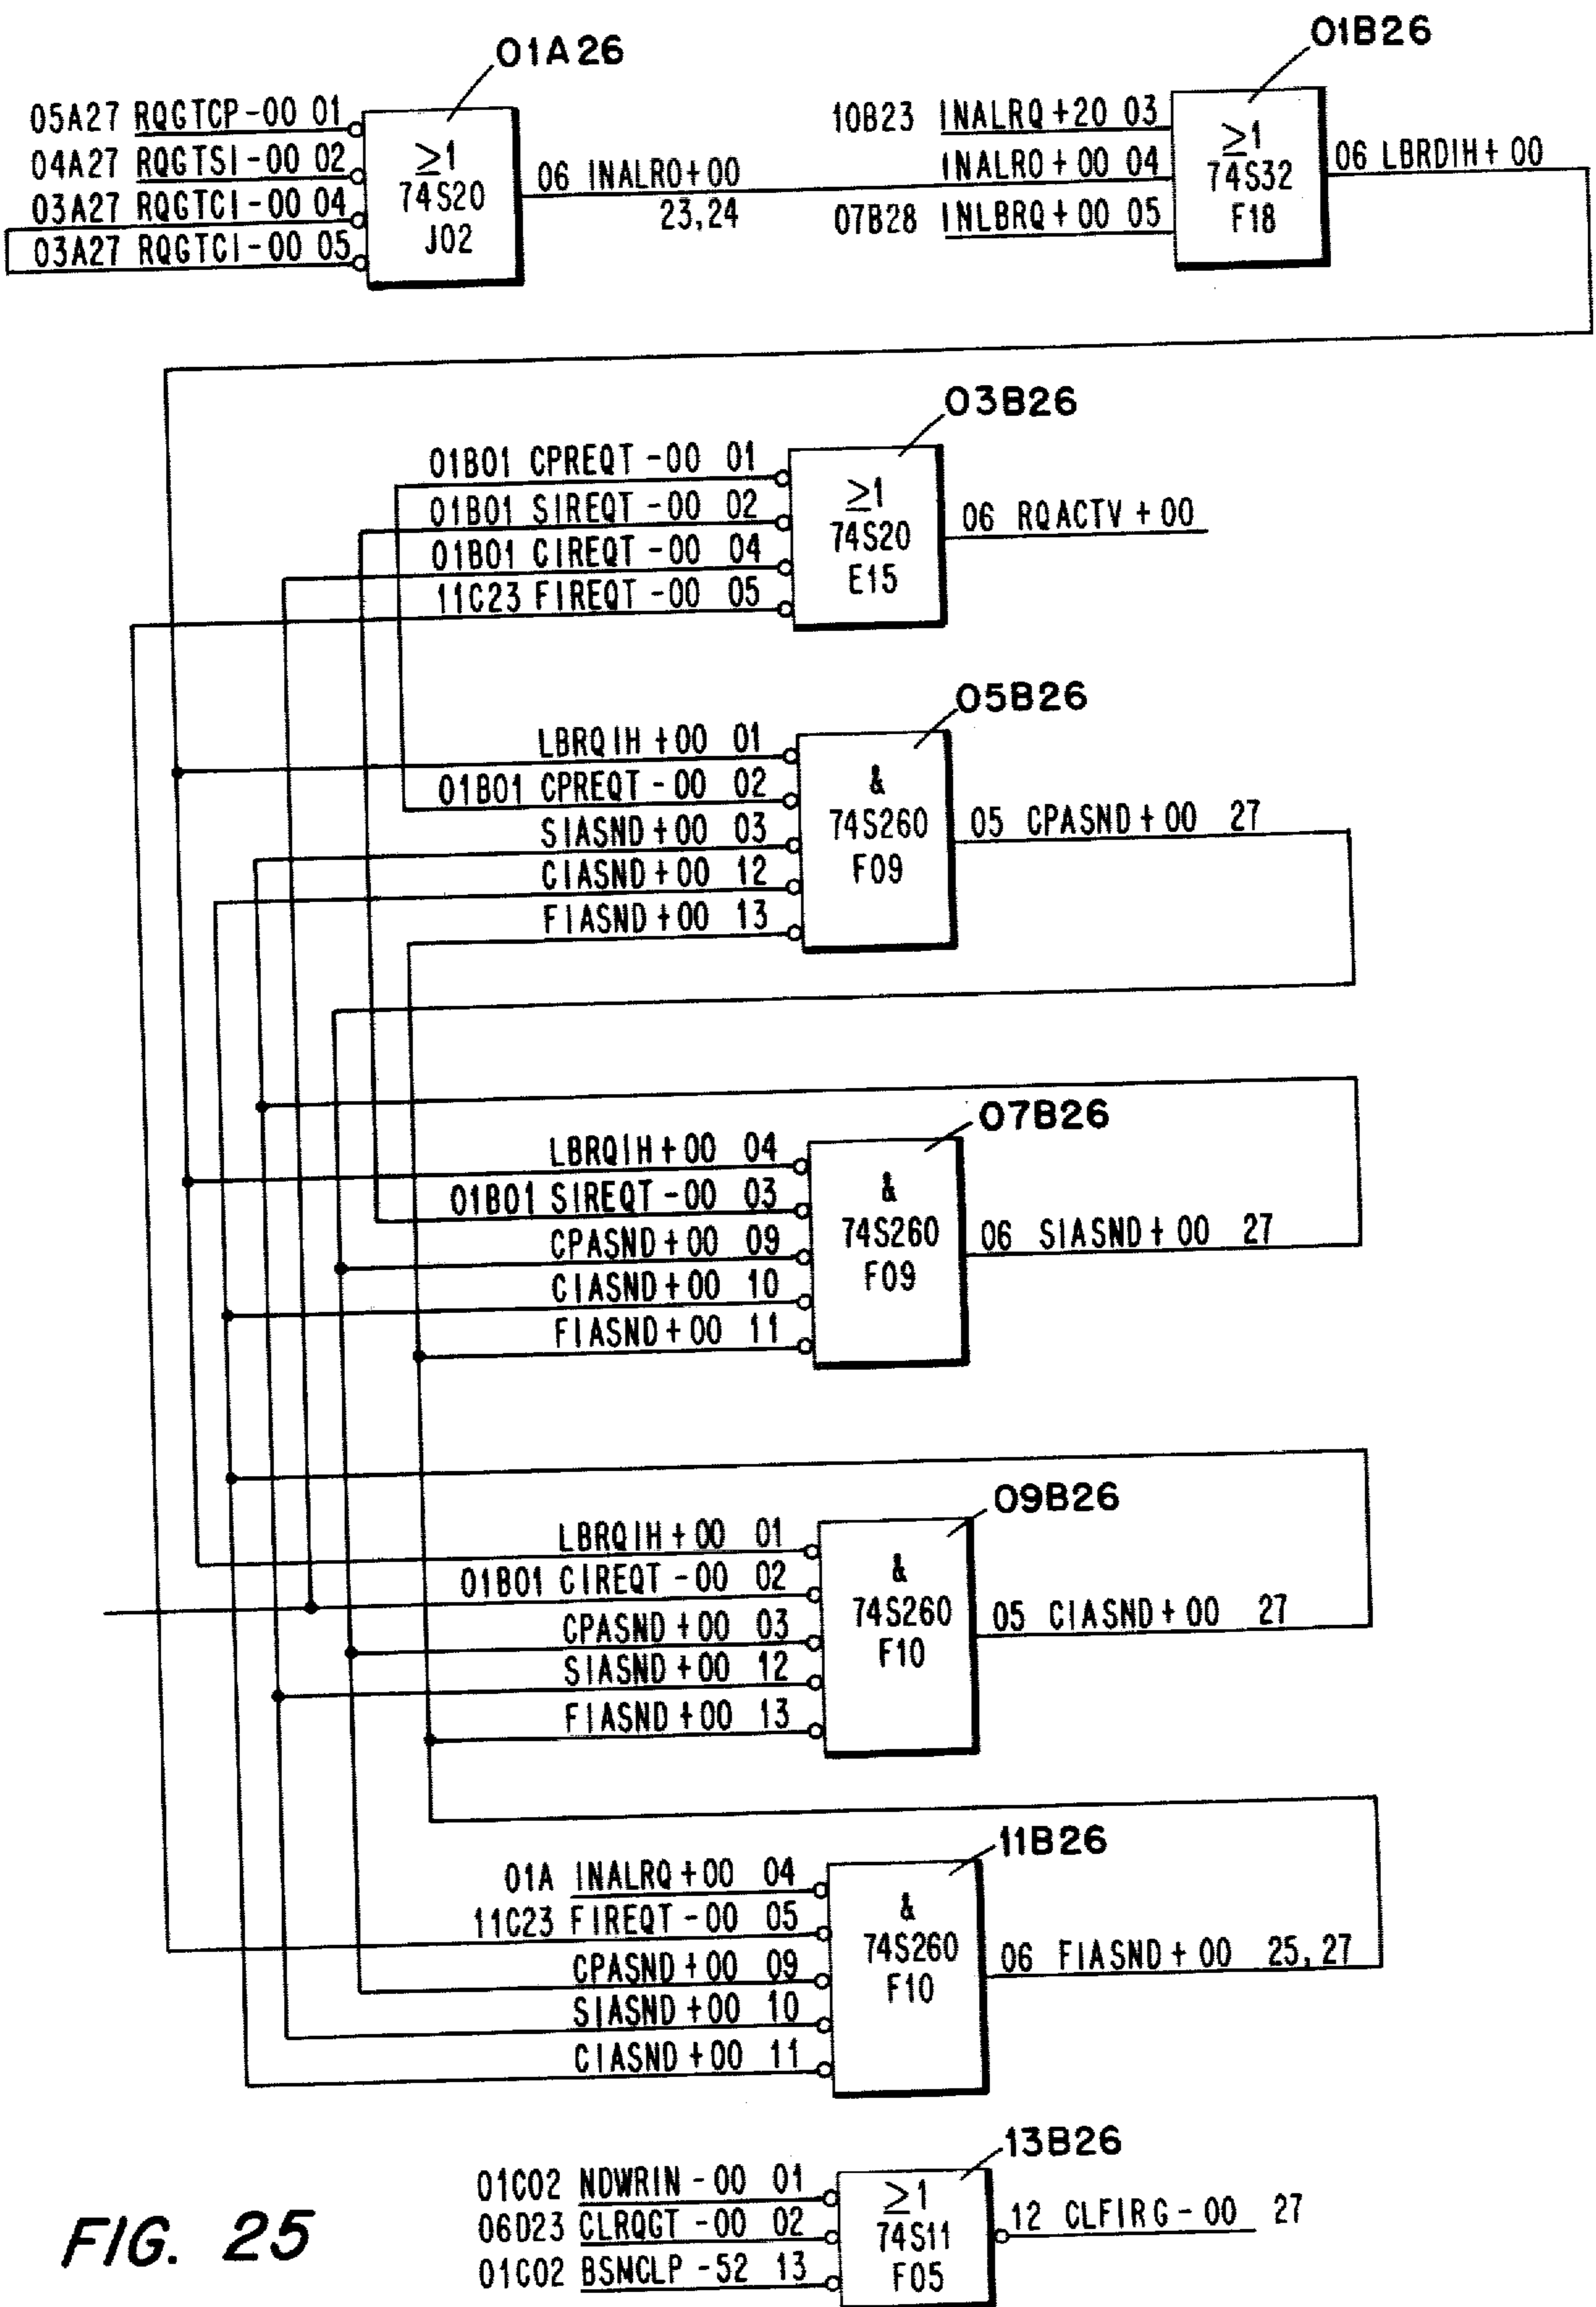 01A26
01B26
05A27 RQGTCP-00 01
04A27 RQGTSI-00 02
03A27 RQGTCI-00 04
03A27 RQGTCI-00 05
≥1
74S20
J02
06 INALRO+00
23,24
10B23 INALRQ+20 03
INALRO+00 04
07B28 INLBRQ+00 05
≥1
74S32
F18
06 LBRDIH+00
03B26
01B01 CPREQT-00 01
01B01 SIREQT-00 02
01B01 CIREQT-00 04
11C23 FIREQT-00 05
≥1
74S20
E15
06 RQACTV+00
05B26
LBRQIH+00 01
01B01 CPREQT-00 02
SIASND+00 03
CIASND+00 12
FIASND+00 13
&
74S260
F09
05 CPASND+00 27
07B26
LBRQIH+00 04
01B01 SIREQT-00 03
CPASND+00 09
CIASND+00 10
FIASND+00 11
&
74S260
F09
06 SIASND+00 27
09B26
LBRQIH+00 01
01B01 CIREQT-00 02
CPASND+00 03
SIASND+00 12
FIASND+00 13
&
74S260
F10
05 CIASND+00 27
11B26
01A INALRQ+00 04
11C23 FIREQT-00 05
CPASND+00 09
SIASND+00 10
CIASND+00 11
&
74S260
F10
06 FIASND+00 25,27
13B26
01C02 NDWRIN-00 01
06D23 CLRQGT-00 02
01C02 BSMCLP-52 13
≥1
74S11
F05
12 CLFIRG-00 27
FIG. 25